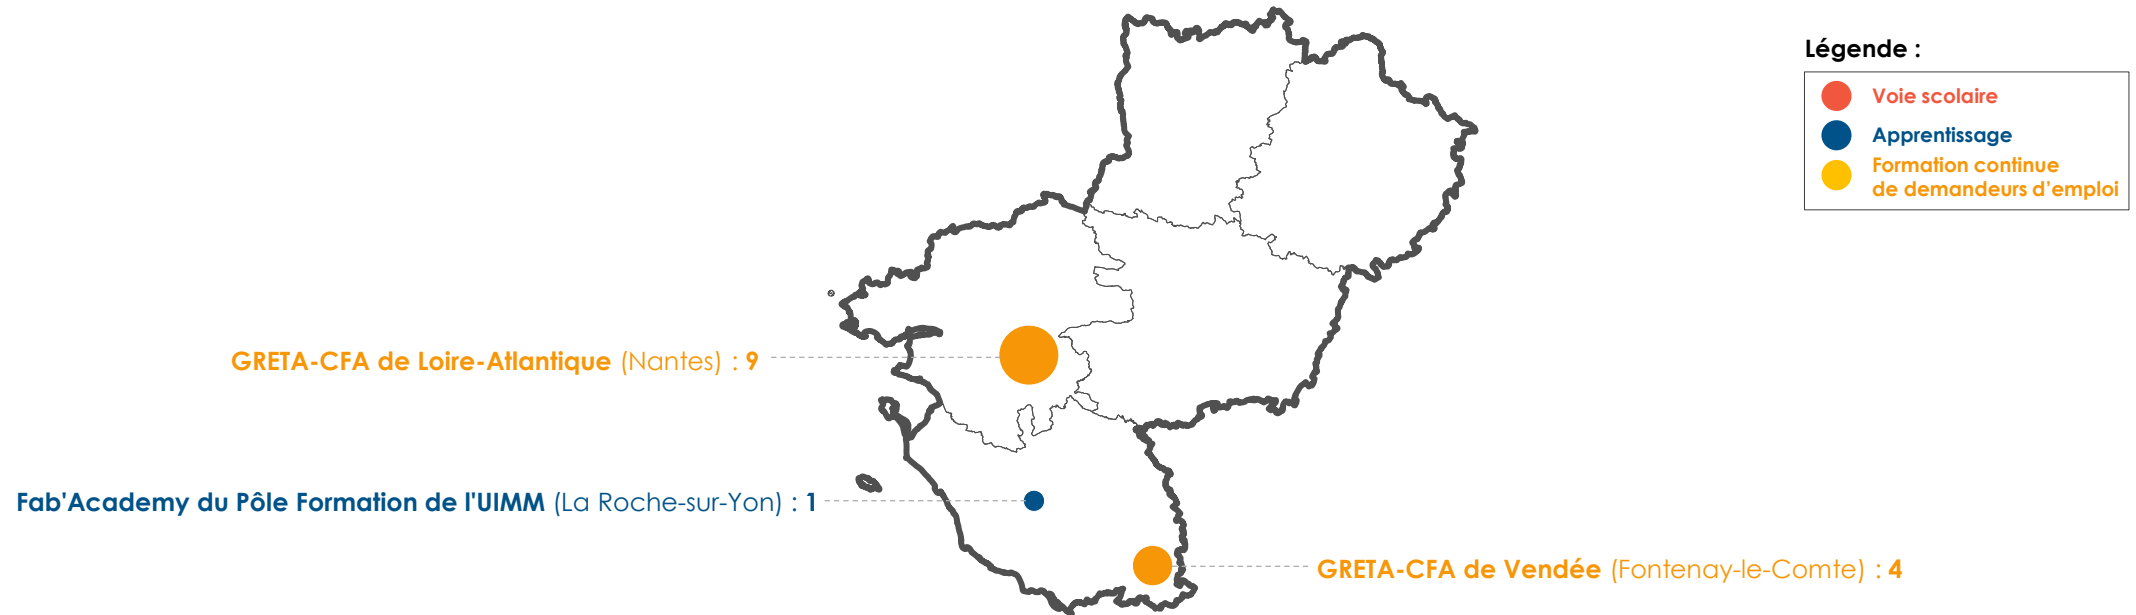 Légende :
Voie scolaire
Apprentissage
Formation continue
de demandeurs d'emploi
GRETA-CFA de Loire-Atlantique (Nantes) : 9
Fab'Academy du Pôle Formation de l'UIMM (La Roche-sur-Yon) : 1
GRETA-CFA de Vendée (Fontenay-le-Comte) : 4